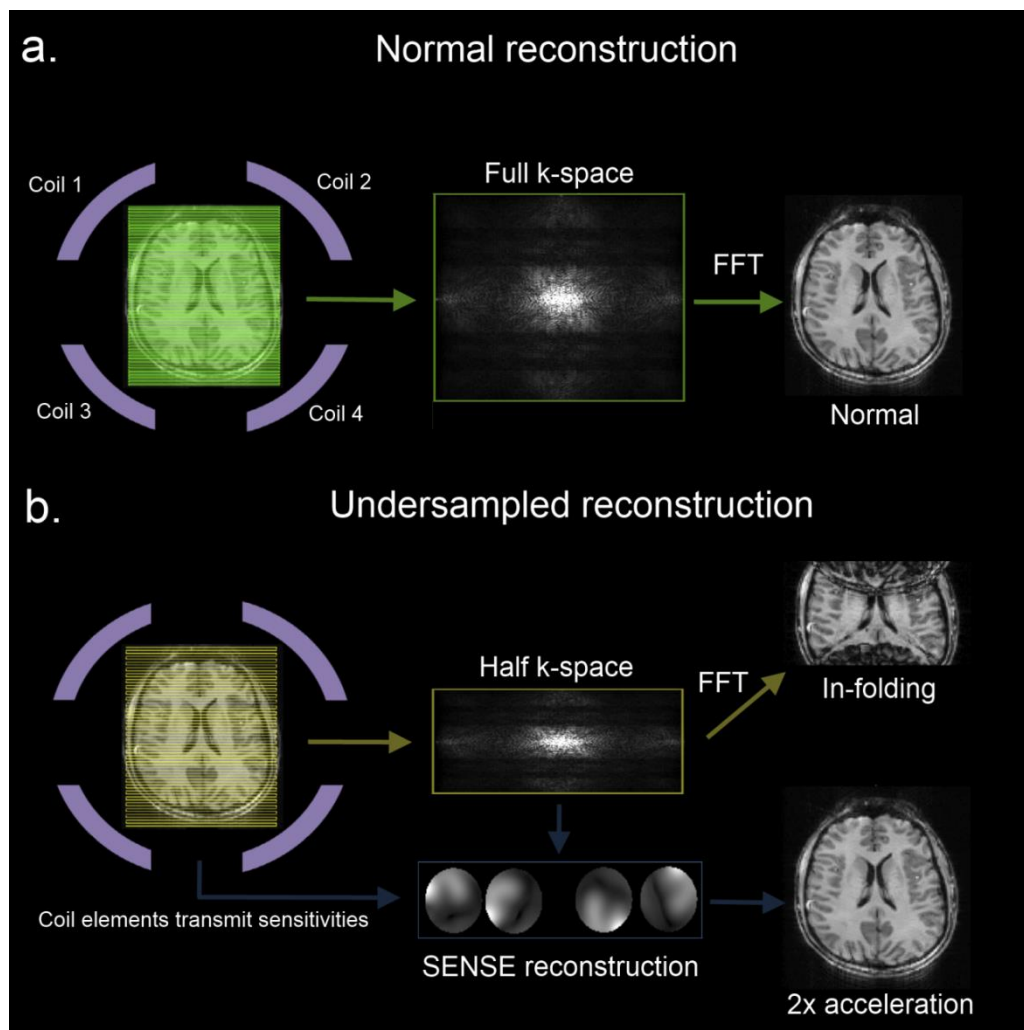 a.
Normal reconstruction
Coil 1
Coil 2
Full k-space
FFT
Coil 3
Coil 4
Normal
b.
Undersampled reconstruction
Half k-space
FFT
In-folding
Coil elements transmit sensitivities
SENSE reconstruction
2x acceleration